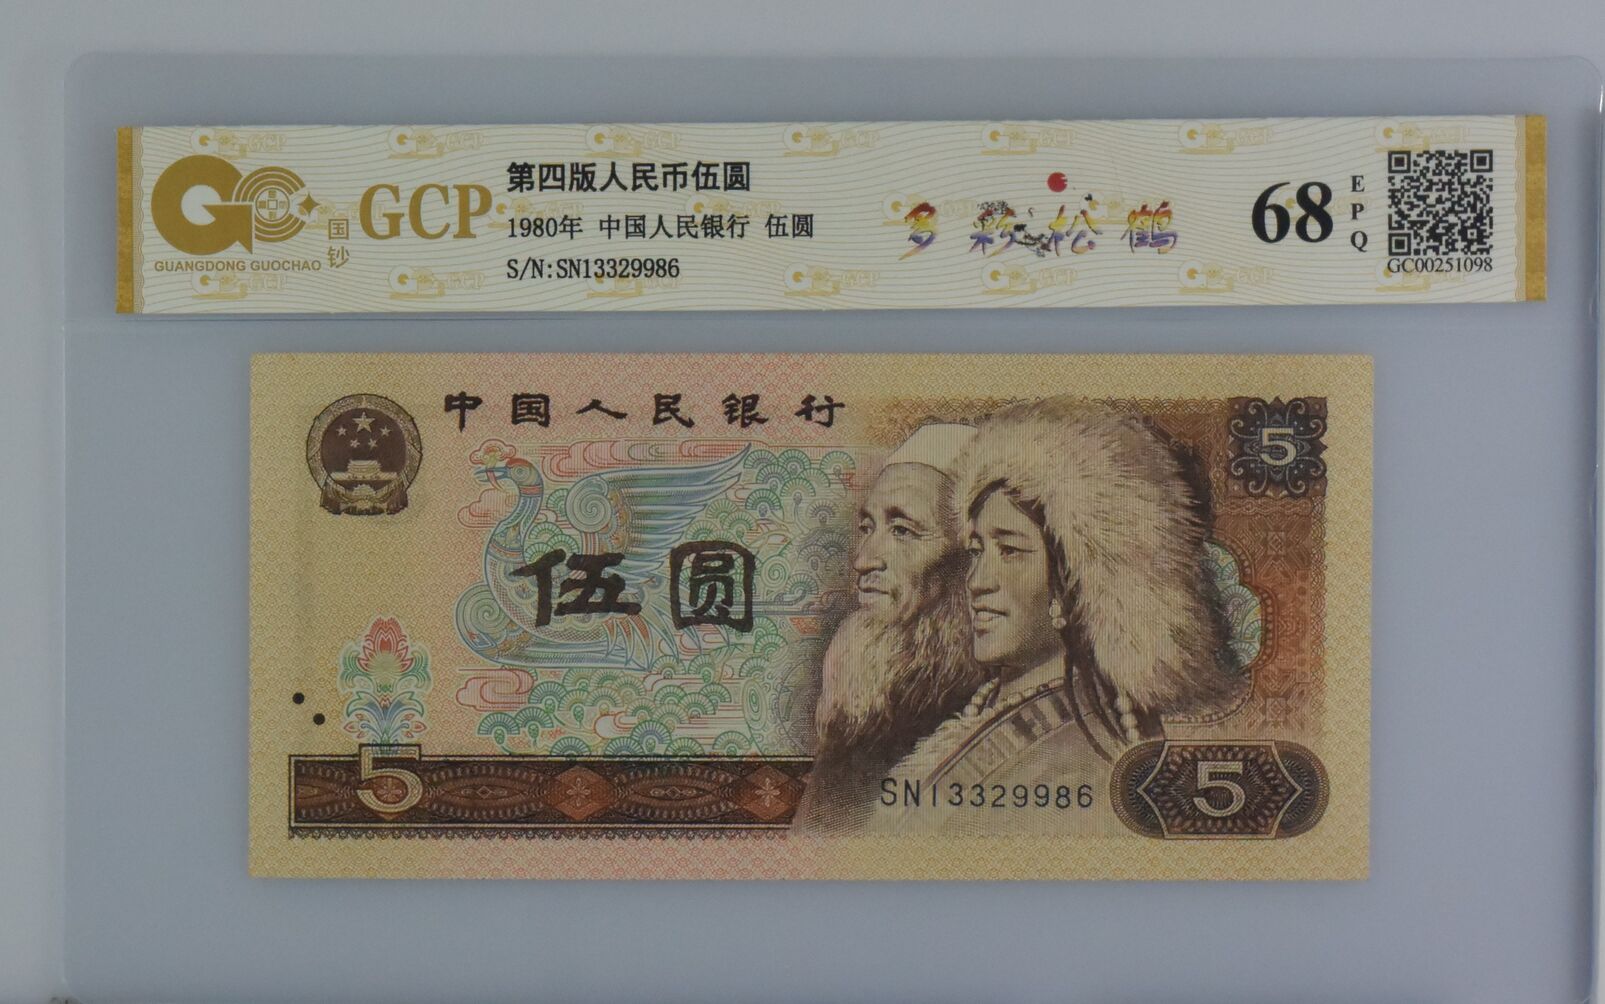 GCP
国钞
GUANGDONG GUOCHAO
第四版人民币伍圆
1980年 中国人民银行 伍圆
S/N:SN13329986
多彩松鹤
68
EPQ
GC00251098
中国人民银行
5
伍圆
5
SN13329986
5